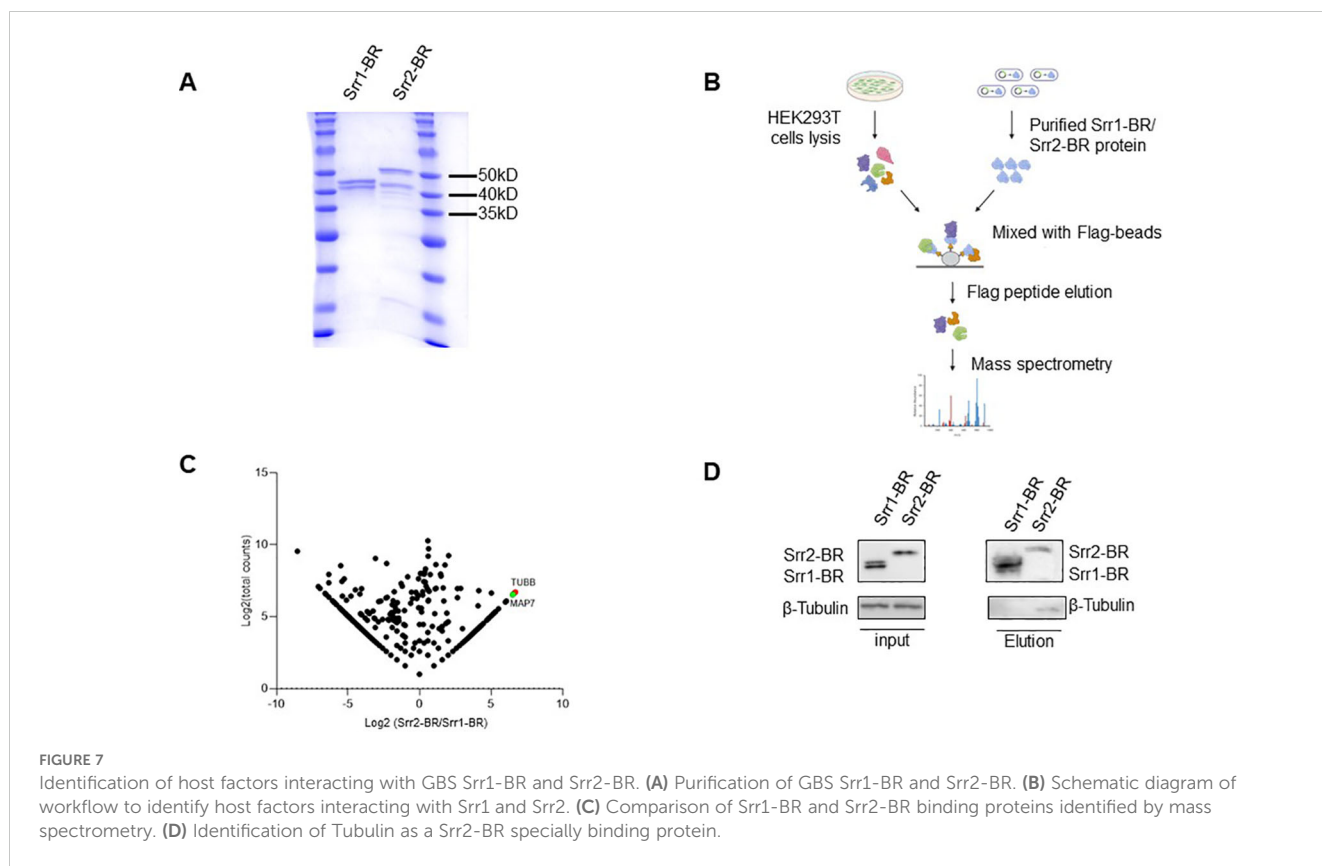 A
Srr1-BR
Srr2-BR
50kD
40kD
35kD
B
HEK293T
cells lysis
Purified Srr1-BR/
Srr2-BR protein
Mixed with Flag-beads
Flag peptide elution
Mass spectrometry
C
15
10
5
0
-10
-5
0
5
10
Log2(total counts)
Log2 (Srr2-BR/Srr1-BR)
TUBB
MAP7
D
Srr1-BR
Srr2-BR
Srr2-BR
Srr1-BR
β-Tubulin
input
Srr1-BR
Srr2-BR
Srr2-BR
Srr1-BR
β-Tubulin
Elution
FIGURE 7
Identification of host factors interacting with GBS Srr1-BR and Srr2-BR. (A) Purification of GBS Srr1-BR and Srr2-BR. (B) Schematic diagram of
workflow to identify host factors interacting with Srr1 and Srr2. (C) Comparison of Srr1-BR and Srr2-BR binding proteins identified by mass
spectrometry. (D) Identification of Tubulin as a Srr2-BR specially binding protein.